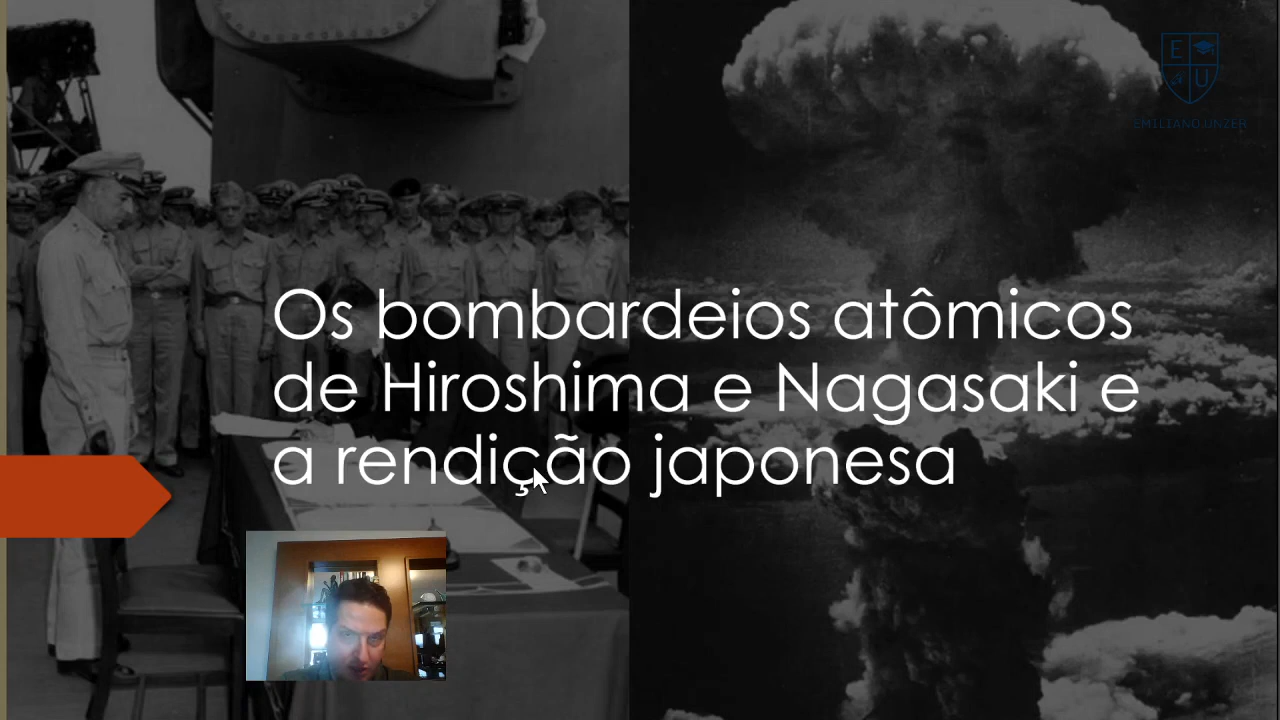 E
U
EMILIANO UNZER
Os bombardeios atômicos
de Hiroshima e Nagasaki e
a rendição japonesa